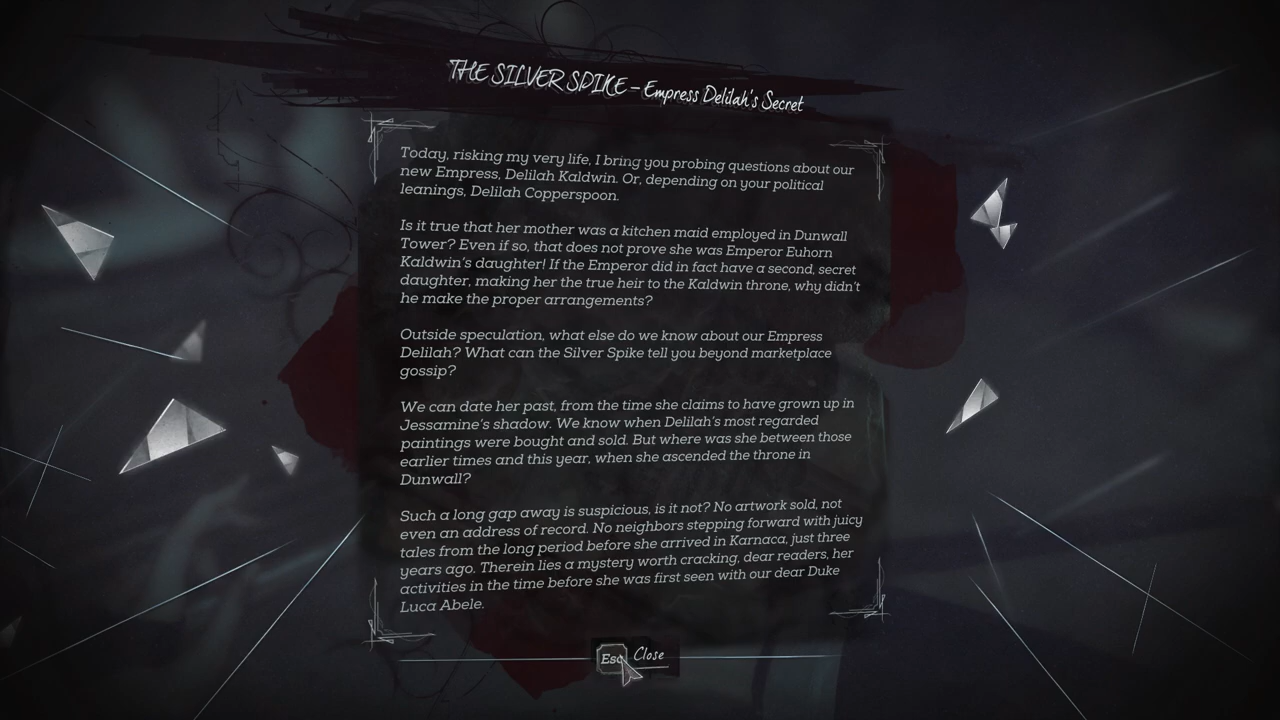 THE SILVER SPIKE – Empress Delilah's Secret
Today, risking my very life, I bring you probing questions about our
new Empress, Delilah Kaldwin. Or, depending on your political
leanings, Delilah Copperspoon.
Is it true that her mother was a kitchen maid employed in Dunwall
Tower? Even if so, that does not prove she was Emperor Euhorn
Kaldwin's daughter! If the Emperor did in fact have a second, secret
daughter, making her the true heir to the Kaldwin throne, why didn't
he make the proper arrangements?
Outside speculation, what else do we know about our Empress
Delilah? What can the Silver Spike tell you beyond marketplace
gossip?
We can date her past, from the time she claims to have grown up in
Jessamine's shadow. We know when Delilah's most regarded
paintings were bought and sold. But where was she between those
earlier times and this year, when she ascended the throne in
Dunwall?
Such a long gap away is suspicious, is it not? No artwork sold, not
even an address of record. No neighbors stepping forward with juicy
tales from the long period before she arrived in Karnaca, just three
years ago. Therein lies a mystery worth cracking, dear readers, her
activities in the time before she was first seen with our dear Duke
Luca Abele.
Esc Close